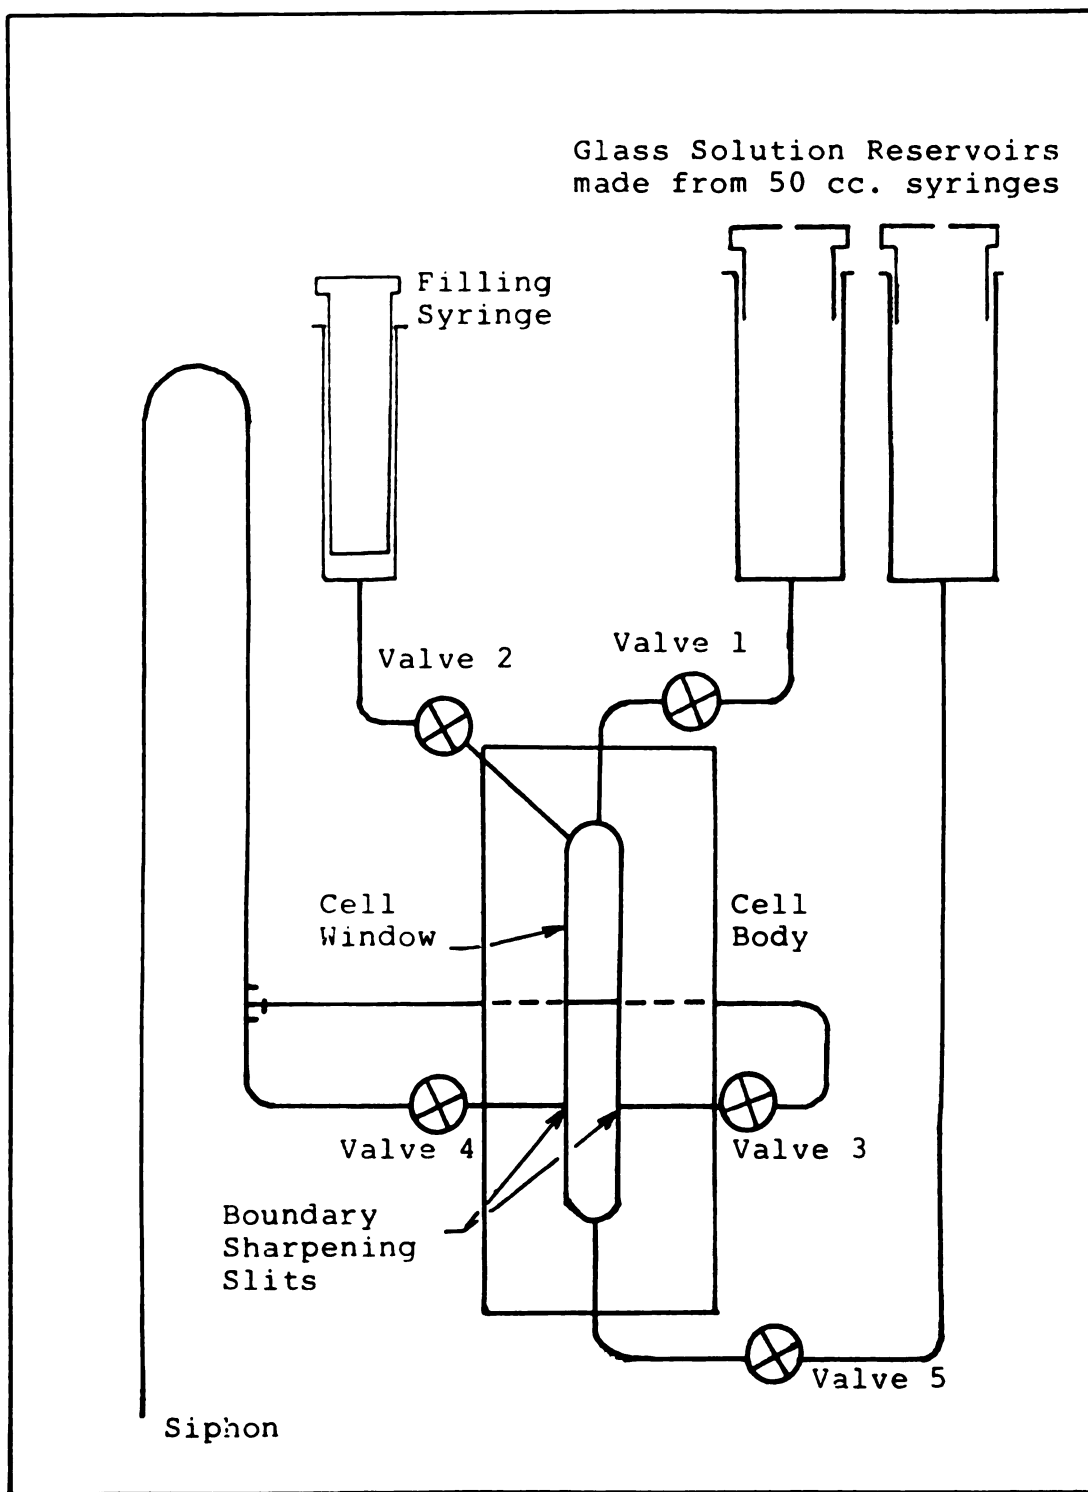 Glass Solution Reservoirs
made from 50 cc. syringes
Filling
Syringe
Valve 2
Valve 1
Cell
Window
Cell
Body
Valve 4
Valve 3
Boundary
Sharpening
Slits
Valve 5
Siphon